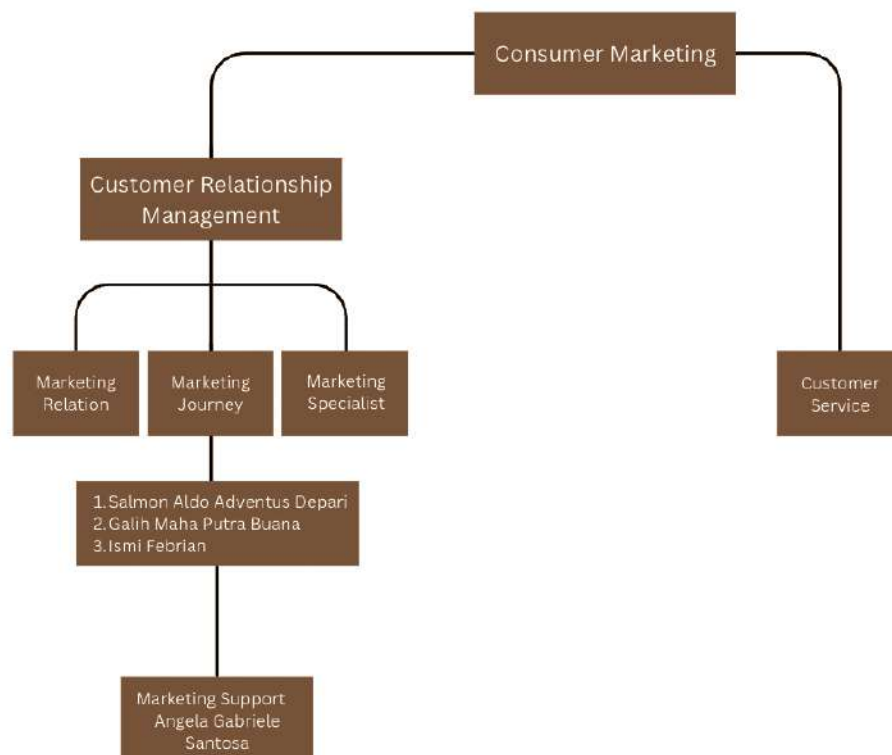 Consumer Marketing
Customer Relationship
Management
Marketing
Relation
Marketing
Journey
Marketing
Specialist
Customer
Service
1.Salmon Aldo Adventus Depari
2.Galih Maha Putra Buana
3.Ismi Febrian
Marketing Support
Angela Gabriele
Santosa